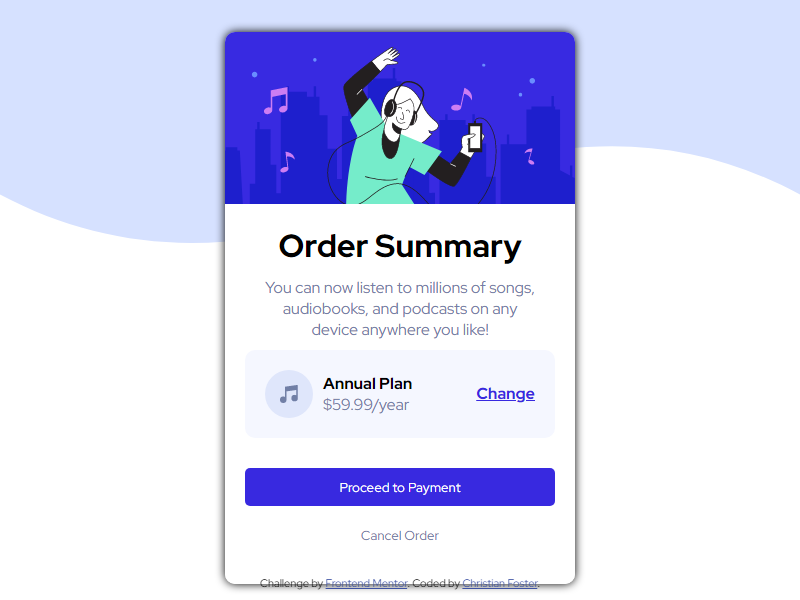 Order Summary
You can now listen to millions of songs,
audiobooks, and podcasts on any
device anywhere you like!
Annual Plan
$59.99/year
Change
Proceed to Payment
Cancel Order
Challenge by Frontend Mentor. Coded by Christian Foster.